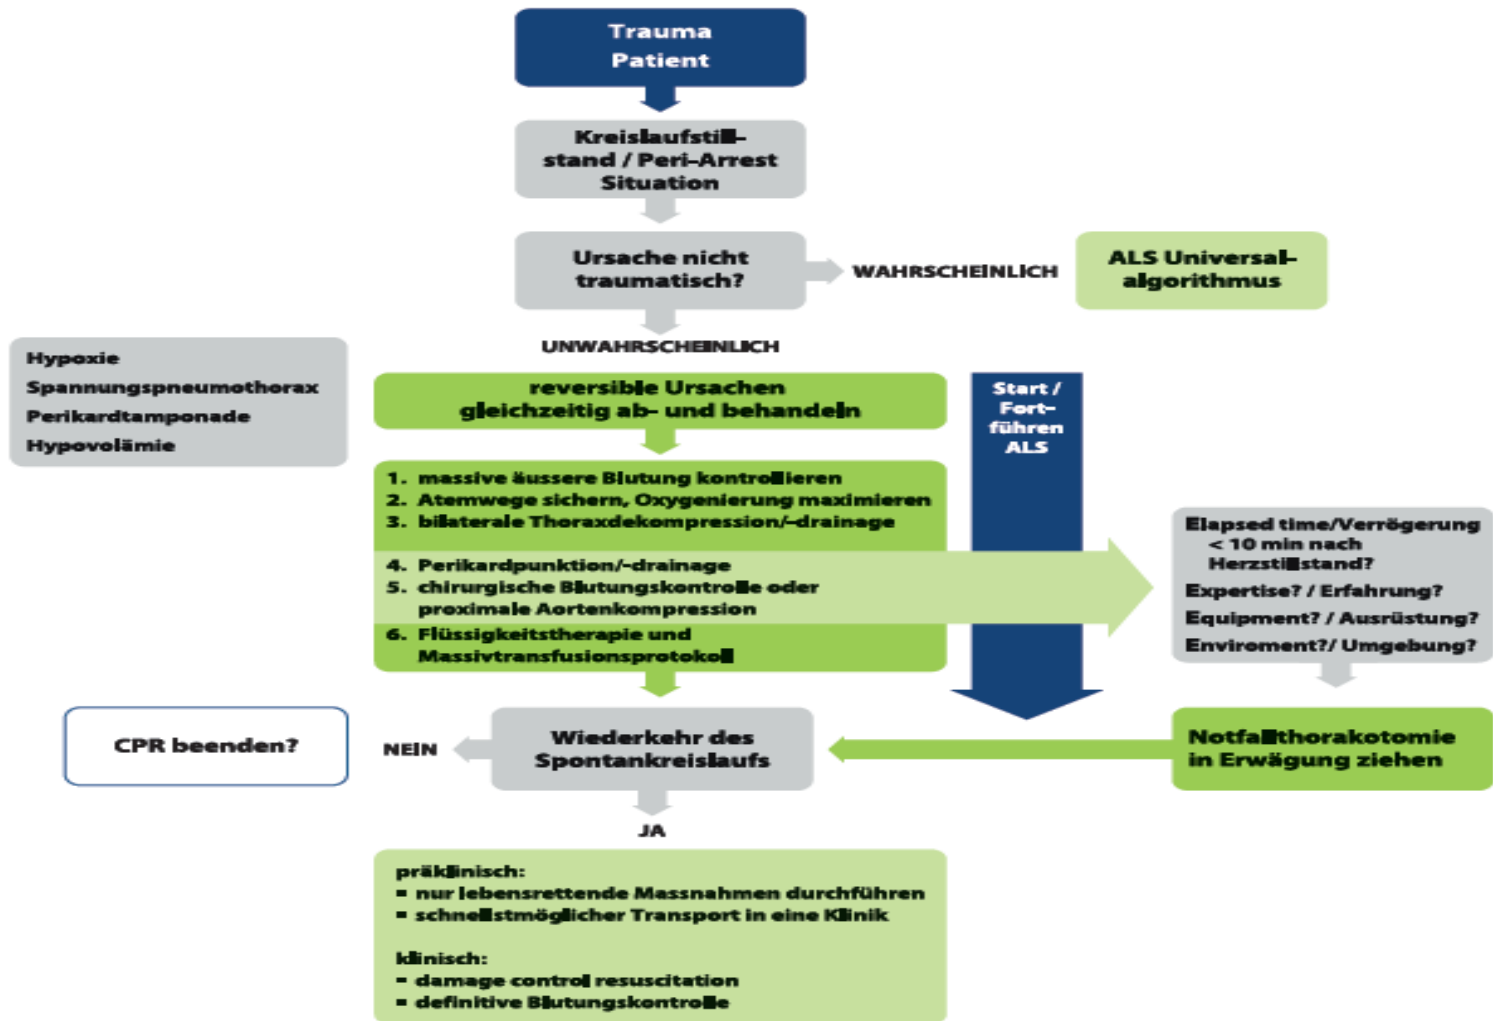 Trauma
Patient
Kreislaufstill-
stand / Peri-Arrest
Situation
Ursache nicht
traumatisch?
WAHRSCHEINLICH
ALS Universal-
algorithmus
UNWAHRSCHEINLICH
Hypoxie
Spannungspneumothorax
Perikardtamponade
Hypovolämie
reversible Ursachen
gleichzeitig ab- und behandeln
Start /
Fort-
führen
ALS
1. massive äussere Blutung kontrollieren
2. Atemwege sichern, Oxygenierung maximieren
3. bilaterale Thoraxdekompression/-drainage
4. Perikardpunktion/-drainage
5. chirurgische Blutungskontrolle oder
proximale Aortenkompression
6. Flüssigkeitstherapie und
Massivtransfusionsprotokoll
Elapsed time/Verrögerung
< 10 min nach
Herzstillstand?
Expertise? / Erfahrung?
Equipment? / Ausrüstung?
Enviroment?/ Umgebung?
CPR beenden?
NEIN
Wiederkehr des
Spontankreislaufs
Notfallthorakotomie
in Erwägung ziehen
JA
präklinisch:
▪ nur lebensrettende Massnahmen durchführen
▪ schnellstmöglicher Transport in eine Klinik
klinisch:
▪ damage control resuscitation
▪ definitive Blutungskontrolle